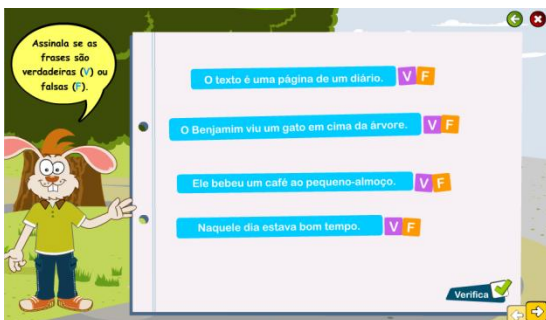 Assinala se as
frases são
verdadeiras (V) ou
falsas (F).
O texto é uma página de um diário. V F
O Benjamim viu um gato em cima da árvore. V F
Ele bebeu um café ao pequeno-almoço. V F
Naquele dia estava bom tempo. V F
Verifica